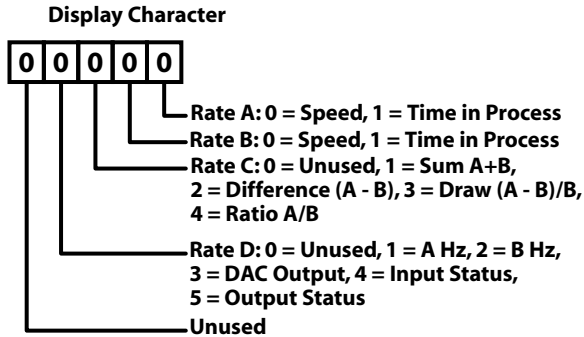 Display Character
0 0 0 0 0
Rate A: 0 = Speed, 1 = Time in Process
Rate B: 0 = Speed, 1 = Time in Process
Rate C: 0 = Unused, 1 = Sum A+B,
2 = Difference (A - B), 3 = Draw (A - B)/B,
4 = Ratio A/B
Rate D: 0 = Unused, 1 = A Hz, 2 = B Hz,
3 = DAC Output, 4 = Input Status,
5 = Output Status
Unused